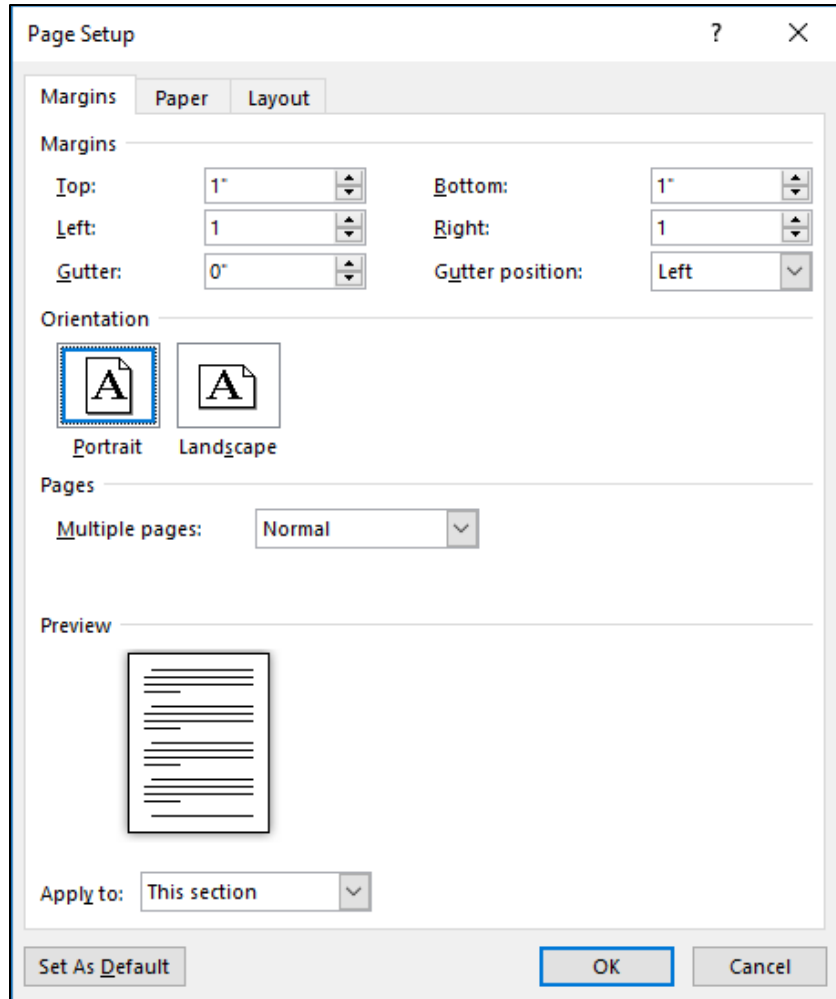 Page Setup ? ×
Margins Paper Layout
Margins
Top: 1" Bottom: 1"
Left: 1 Right: 1
Gutter: 0" Gutter position: Left
Orientation
A A
Portrait Landscape
Pages
Multiple pages: Normal
Preview
Apply to: This section
Set As Default OK Cancel